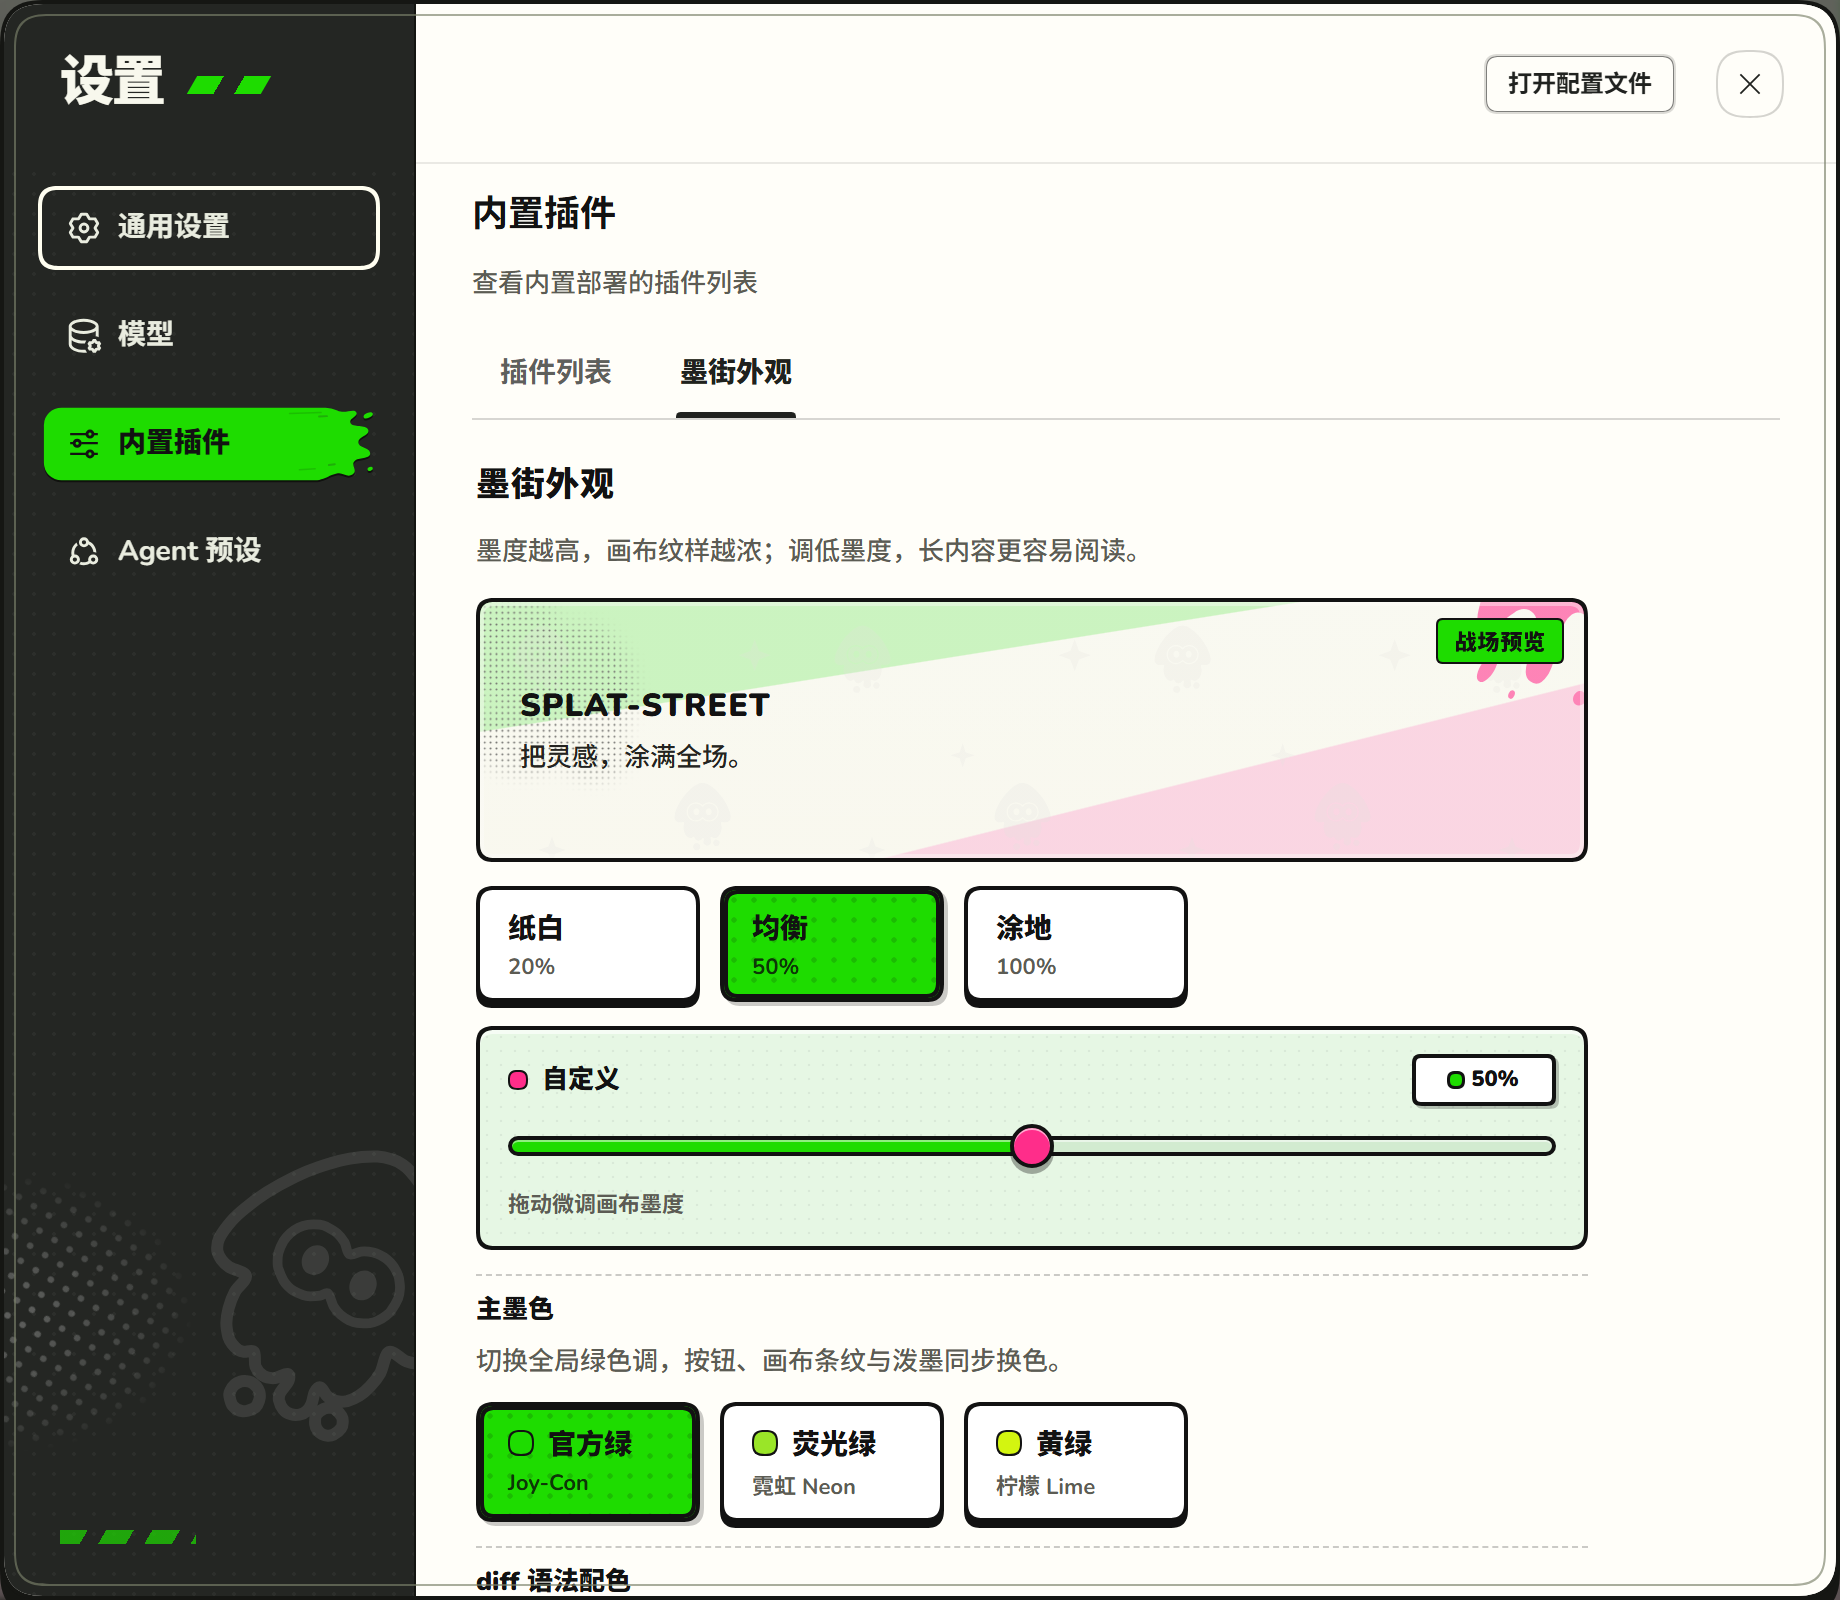 设置
打开配置文件
通用设置
模型
内置插件
Agent 预设
内置插件
查看内置部署的插件列表
插件列表
墨街外观
墨街外观
墨度越高，画布纹样越浓；调低墨度，长内容更容易阅读。
战场预览
SPLAT-STREET
把灵感，涂满全场。
纸白
20%
均衡
50%
涂地
100%
自定义
50%
拖动微调画布墨度
主墨色
切换全局绿色调，按钮、画布条纹与泼墨同步换色。
官方绿
Joy-Con
荧光绿
霓虹 Neon
黄绿
柠檬 Lime
diff 语法配色